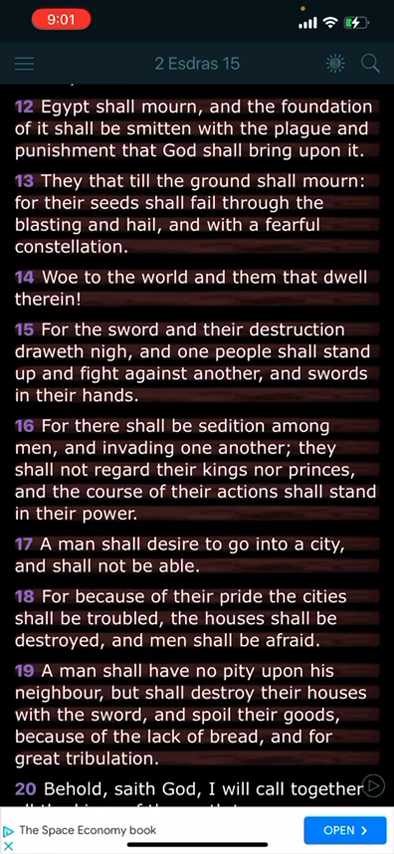 9:01
2 Esdras 15
12 Egypt shall mourn, and the foundation
of it shall be smitten with the plague and
punishment that God shall bring upon it.
13 They that till the ground shall mourn:
for their seeds shall fail through the
blasting and hail, and with a fearful
constellation.
14 Woe to the world and them that dwell
therein!
15 For the sword and their destruction
draweth nigh, and one people shall stand
up and fight against another, and swords
in their hands.
16 For there shall be sedition among
men, and invading one another; they
shall not regard their kings nor princes,
and the course of their actions shall stand
in their power.
17 A man shall desire to go into a city,
and shall not be able.
18 For because of their pride the cities
shall be troubled, the houses shall be
destroyed, and men shall be afraid.
19 A man shall have no pity upon his
neighbour, but shall destroy their houses
with the sword, and spoil their goods,
because of the lack of bread, and for
great tribulation.
20 Behold, saith God, I will call together
The Space Economy book
OPEN >